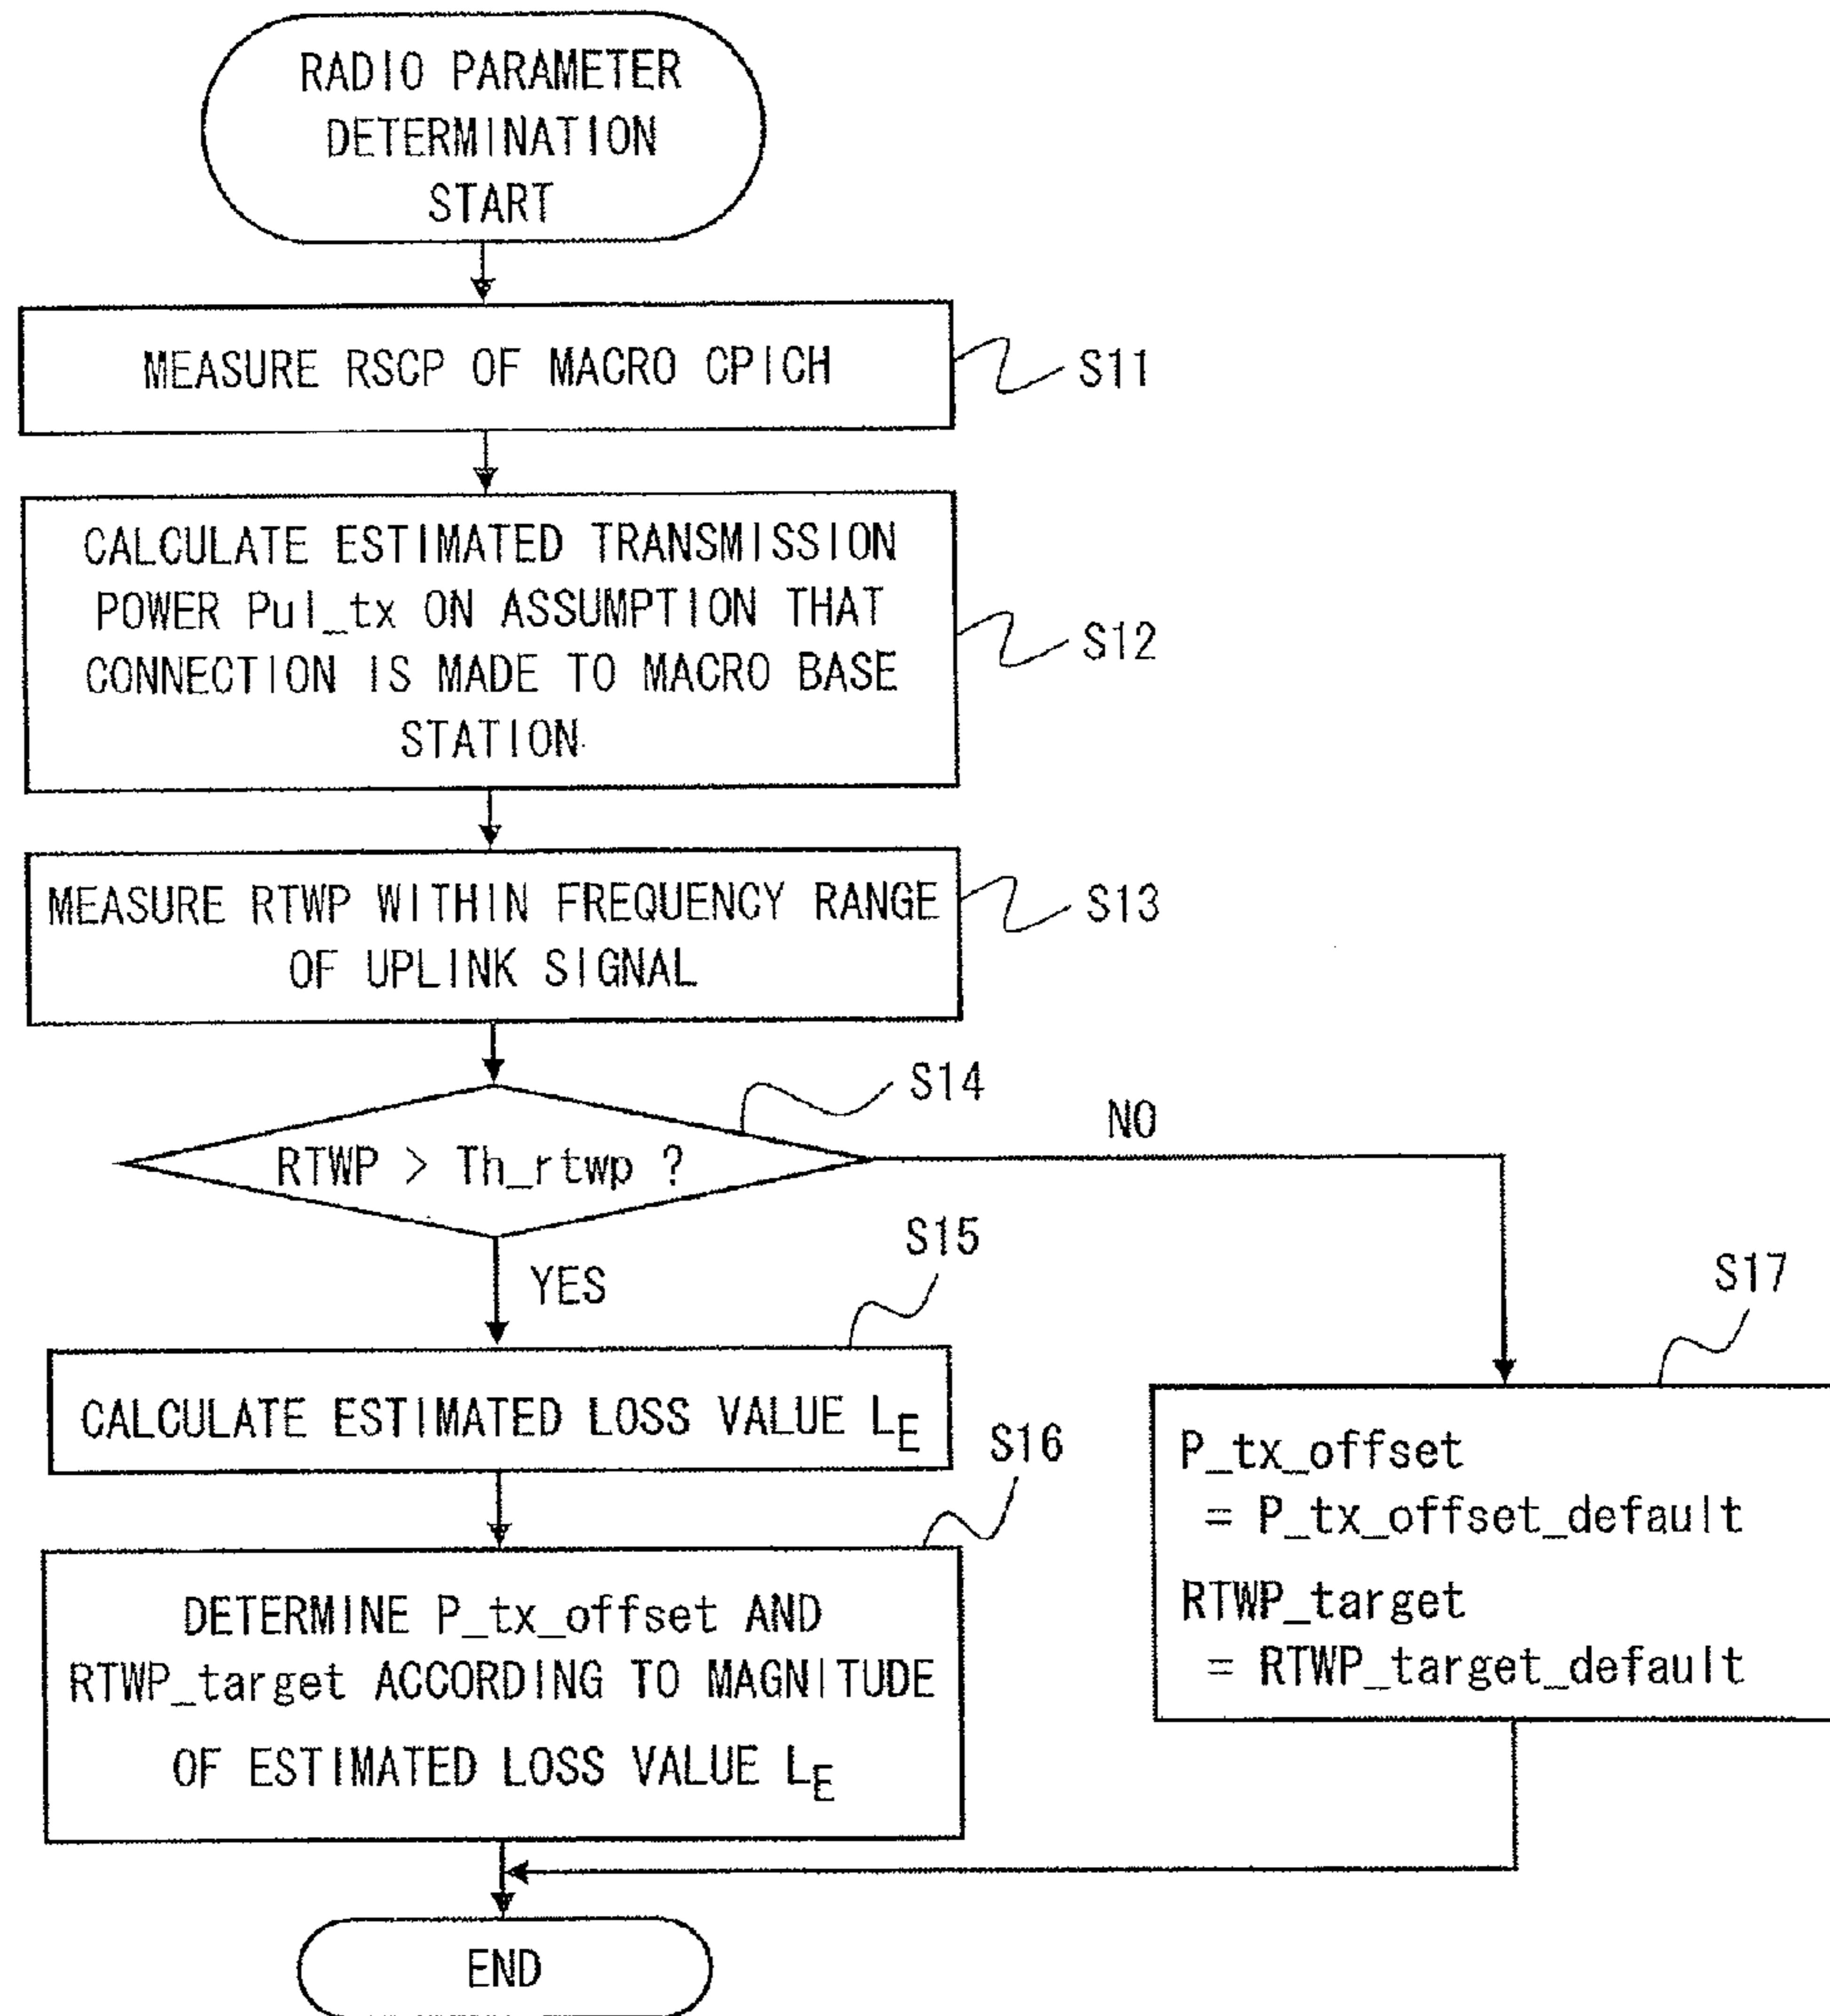 RADIO PARAMETER
DETERMINATION
START
MEASURE RSCP OF MACRO CPICH
S11
CALCULATE ESTIMATED TRANSMISSION
POWER Pul_tx ON ASSUMPTION THAT
CONNECTION IS MADE TO MACRO BASE
STATION
S12
MEASURE RTWP WITHIN FREQUENCY RANGE
OF UPLINK SIGNAL
S13
S14
RTWP > Th_rtwp ?
NO
YES
S15
CALCULATE ESTIMATED LOSS VALUE LE
S16
DETERMINE P_tx_offset AND
RTWP_target ACCORDING TO MAGNITUDE
OF ESTIMATED LOSS VALUE LE
S17
P_tx_offset
= P_tx_offset_default
RTWP_target
= RTWP_target_default
END